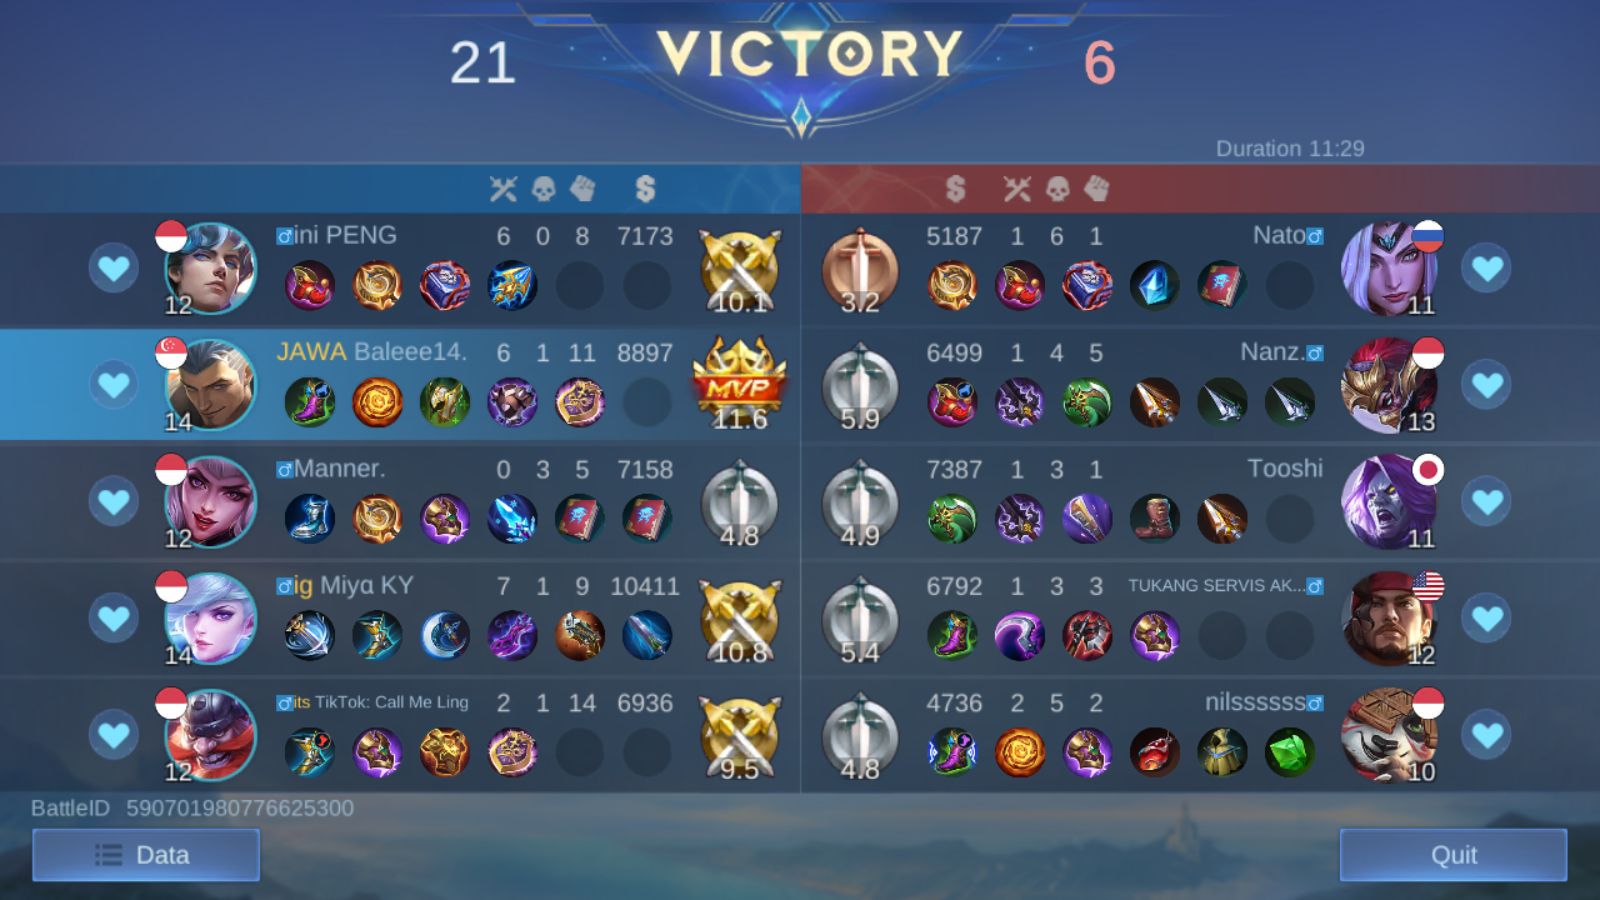 21 VICTORY 6
Duration 11:29
♂ini PENG 6 0 8 7173
12 10.1
3.2 5187 1 6 1 Nato♂
11
JAWA Baleee14. 6 1 11 8897 MVP
14 11.6
5.9 6499 1 4 5 Nanz.♂
13
♂Manner. 0 3 5 7158
12 4.8
4.9 7387 1 3 1 Tooshi
11
♂ig Miyα KY 7 1 9 10411
14 10.8
5.4 6792 1 3 3 TUKANG SERVIS AK...♂
12
♂its TikTok: Call Me Ling 2 1 14 6936
12 9.5
4.8 4736 2 5 2 nilssssss♂
10
BattleID 590701980776625300
Data
Quit